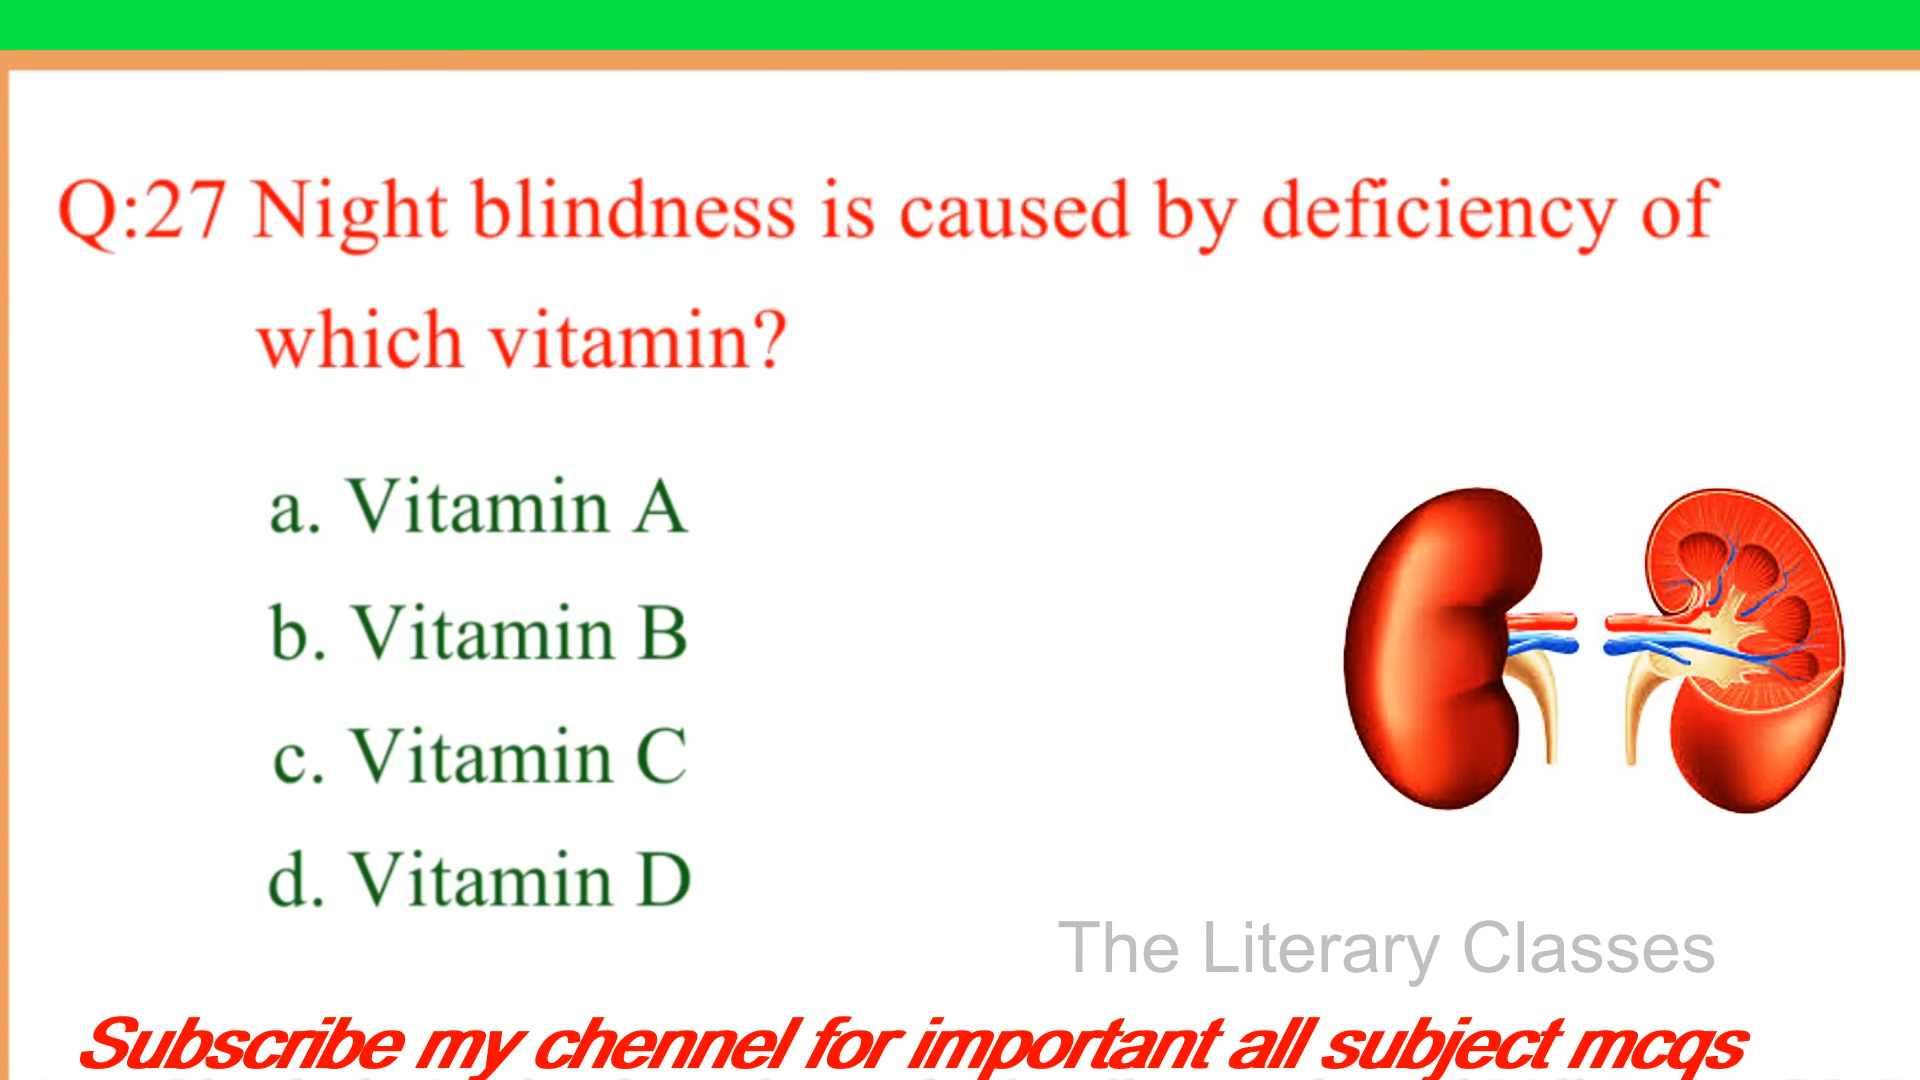 Q:27 Night blindness is caused by deficiency of
which vitamin?
a. Vitamin A
b. Vitamin B
c. Vitamin C
d. Vitamin D
The Literary Classes
Subscribe my chennel for important all subject mcqs